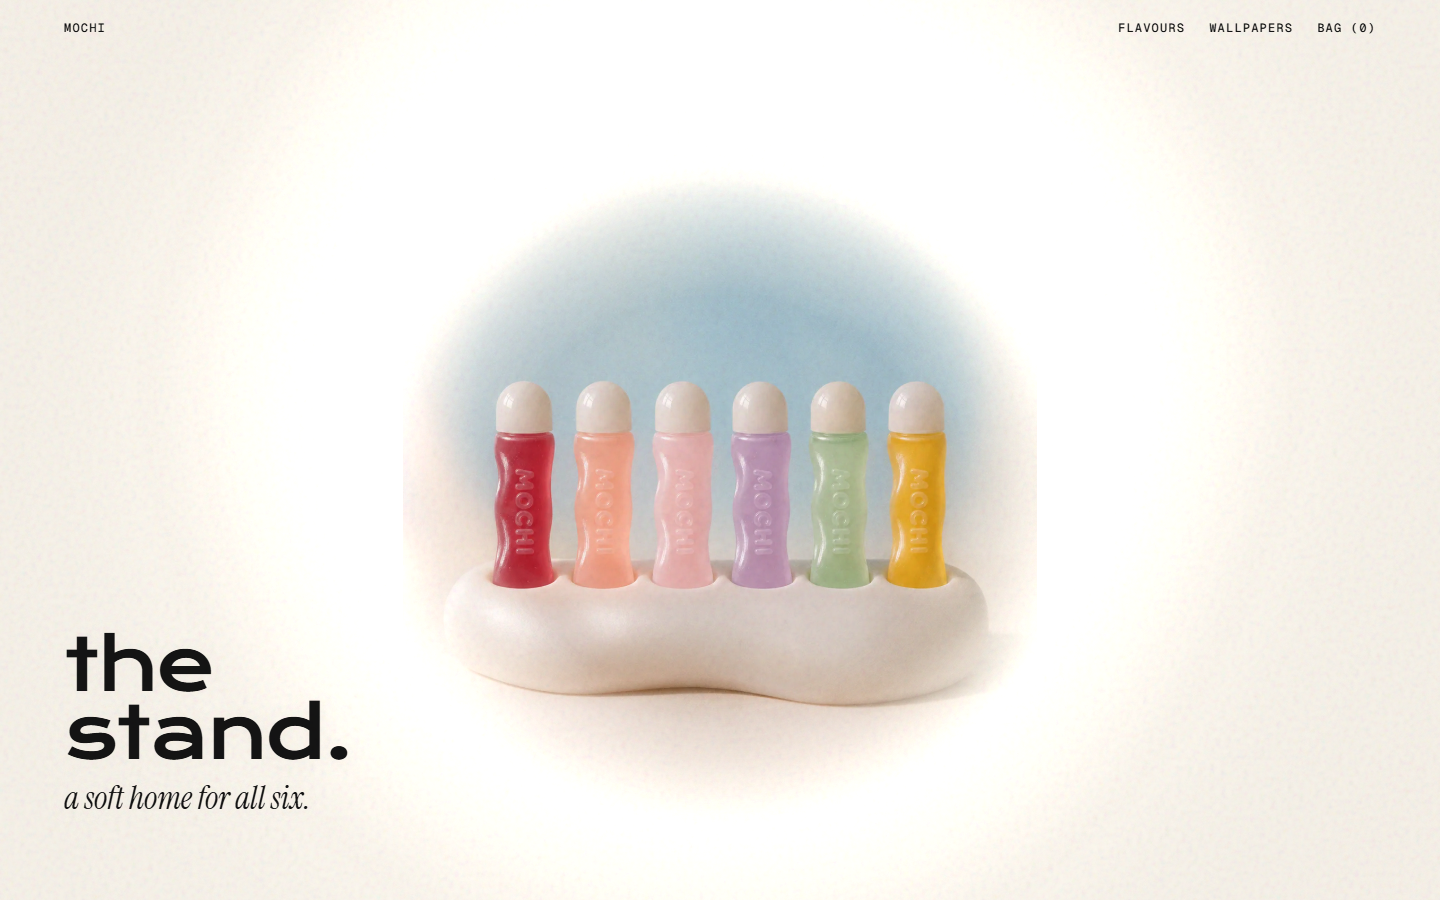 MOCHI
FLAVOURS WALLPAPERS BAG (0)
MOCHI
MOCHI
MOCHI
MOCHI
MOCHI
MOCHI
the
stand.
a soft home for all six.